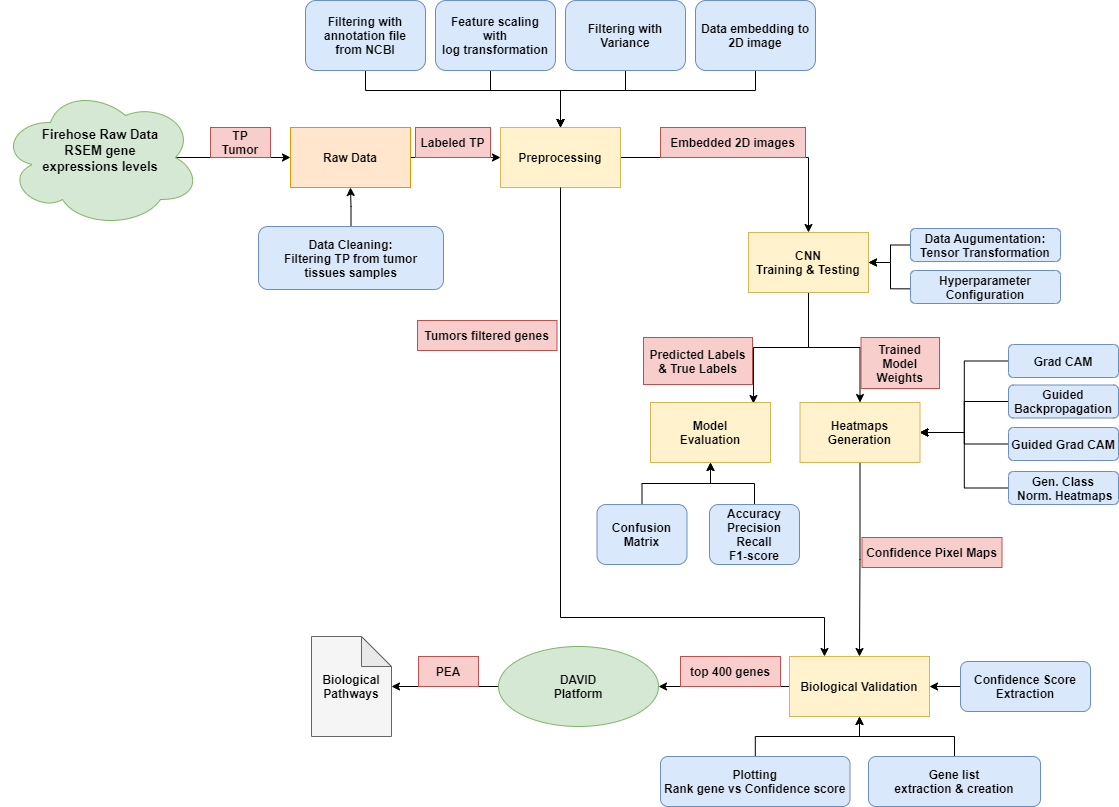 Filtering with
annotation file
from NCBI
Feature scaling
with
log transformation
Filtering with
Variance
Data embedding to
2D image
Firehose Raw Data
RSEM gene
expressions levels
TP
Tumor
Raw Data
Labeled TP
Preprocessing
Embedded 2D images
Data Cleaning:
Filtering TP from tumor
tissues samples
CNN
Training & Testing
Data Augumentation:
Tensor Transformation
Hyperparameter
Configuration
Tumors filtered genes
Predicted Labels
& True Labels
Trained
Model
Weights
Grad CAM
Guided
Backpropagation
Guided Grad CAM
Gen. Class
Norm. Heatmaps
Model
Evaluation
Heatmaps
Generation
Confusion
Matrix
Accuracy
Precision
Recall
F1-score
Confidence Pixel Maps
Biological
Pathways
PEA
DAVID
Platform
top 400 genes
Biological Validation
Confidence Score
Extraction
Plotting
Rank gene vs Confidence score
Gene list
extraction & creation